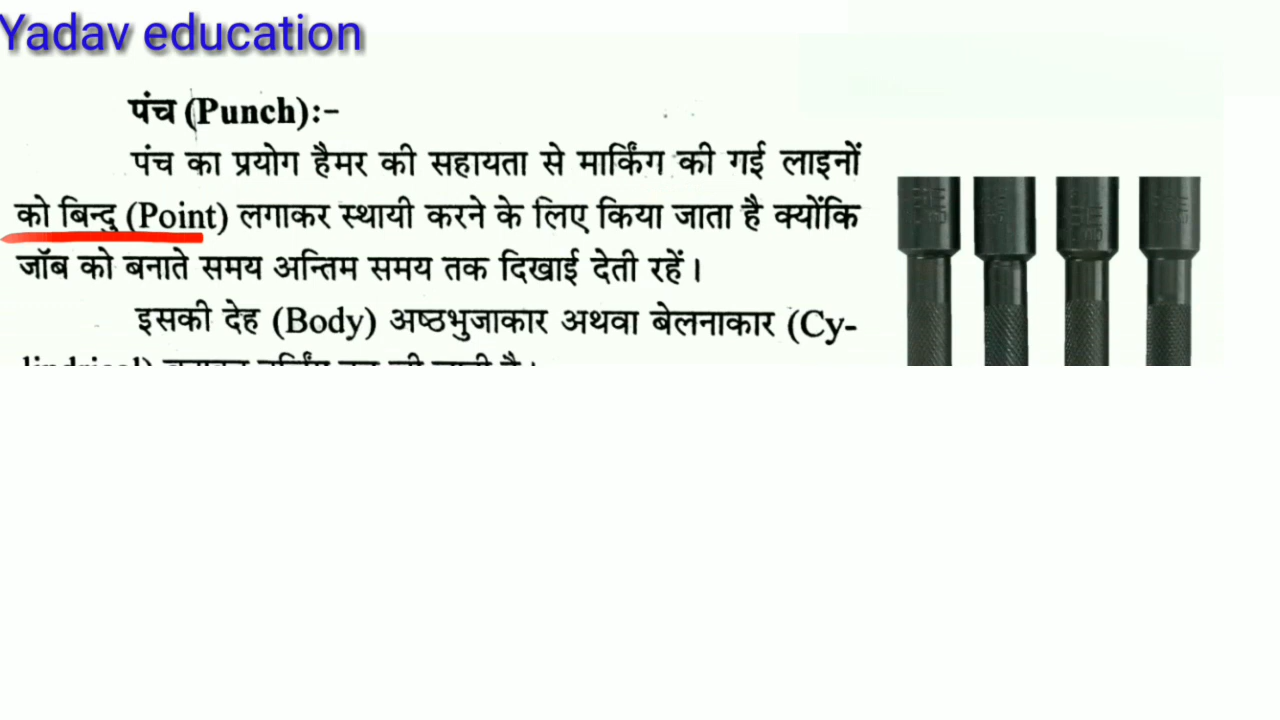 Yadav education
पंच (Punch):-
पंच का प्रयोग हैमर की सहायता से मार्किंग की गई लाइनों
को बिन्दु (Point) लगाकर स्थायी करने के लिए किया जाता है क्योंकि
जॉब को बनाते समय अन्तिम समय तक दिखाई देती रहें।
इसकी देह (Body) अष्ठभुजाकार अथवा बेलनाकार (Cy-